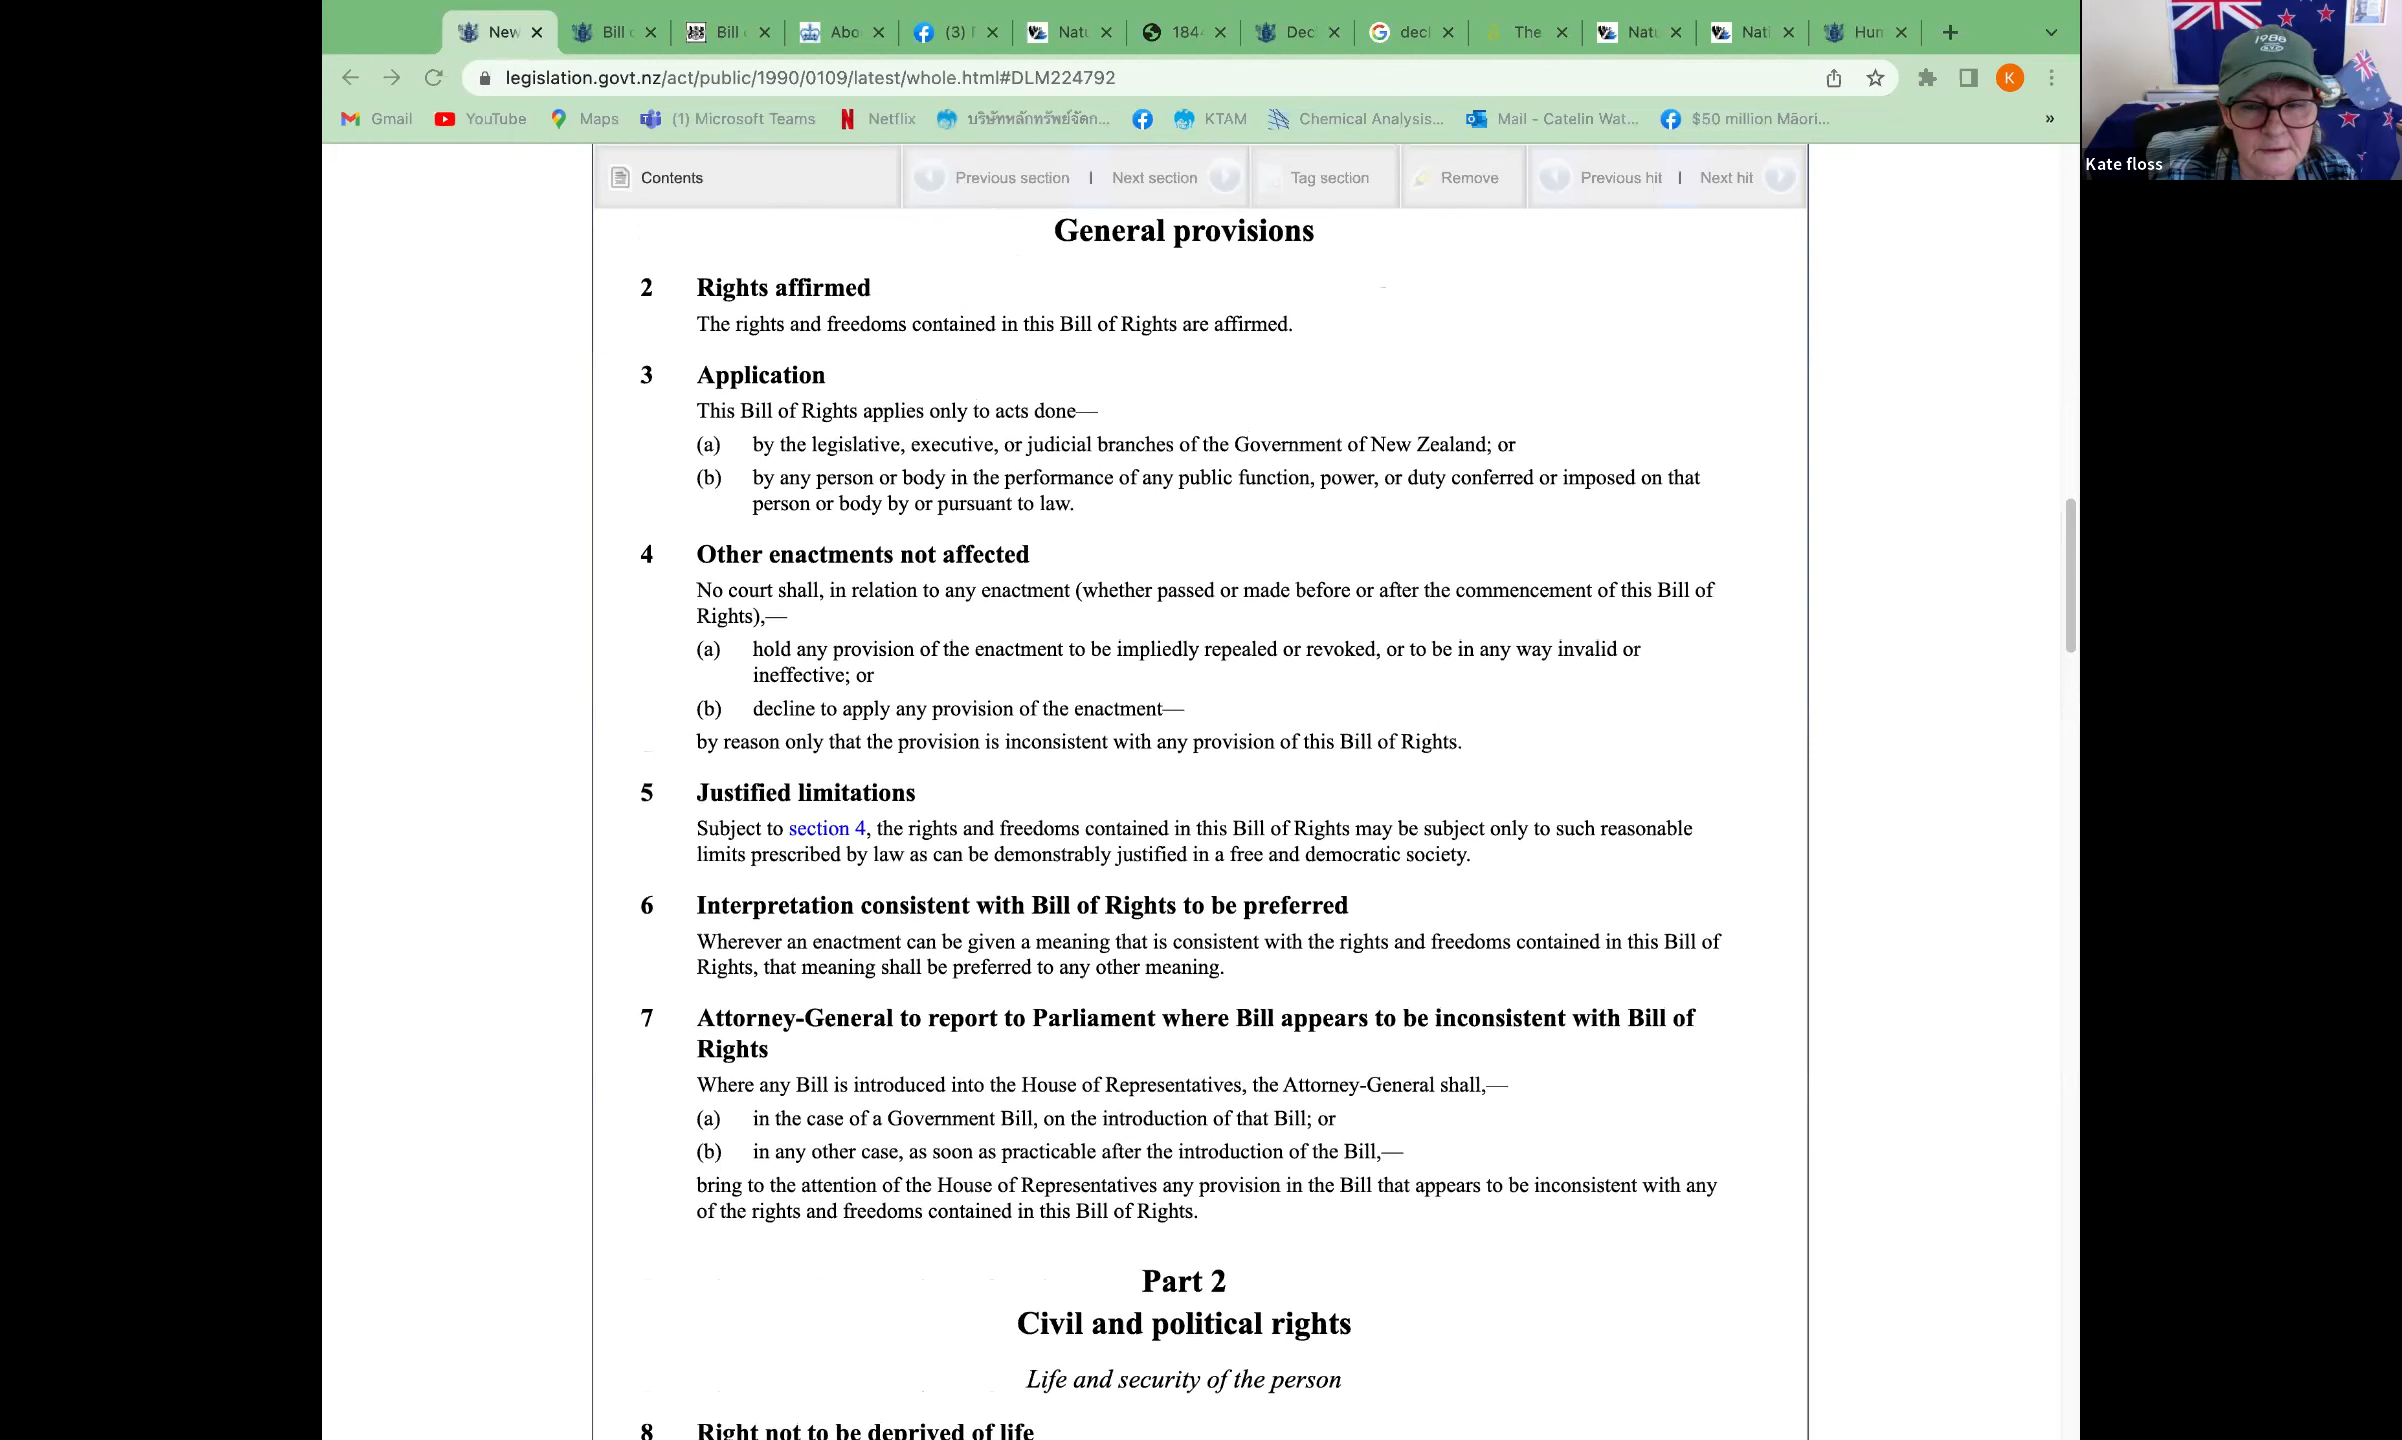 New
Bill
Bill
Abo
(3)
Natu
184
Dec
decl
The
Natu
Nati
Hum
legislation.govt.nz/act/public/1990/0109/latest/whole.html#DLM224792
K
Gmail
YouTube
Maps
(1) Microsoft Teams
Netflix
บริษัทหลักทรัพย์จัดก...
KTAM
Chemical Analysis...
Mail - Catelin Wat...
$50 million Māori...
»
1986
Kate floss
Contents
Previous section | Next section
Tag section
Remove
Previous hit | Next hit
General provisions
2 Rights affirmed
The rights and freedoms contained in this Bill of Rights are affirmed.
3 Application
This Bill of Rights applies only to acts done—
(a) by the legislative, executive, or judicial branches of the Government of New Zealand; or
(b) by any person or body in the performance of any public function, power, or duty conferred or imposed on that
person or body by or pursuant to law.
4 Other enactments not affected
No court shall, in relation to any enactment (whether passed or made before or after the commencement of this Bill of
Rights),—
(a) hold any provision of the enactment to be impliedly repealed or revoked, or to be in any way invalid or
ineffective; or
(b) decline to apply any provision of the enactment—
by reason only that the provision is inconsistent with any provision of this Bill of Rights.
5 Justified limitations
Subject to section 4, the rights and freedoms contained in this Bill of Rights may be subject only to such reasonable
limits prescribed by law as can be demonstrably justified in a free and democratic society.
6 Interpretation consistent with Bill of Rights to be preferred
Wherever an enactment can be given a meaning that is consistent with the rights and freedoms contained in this Bill of
Rights, that meaning shall be preferred to any other meaning.
7 Attorney-General to report to Parliament where Bill appears to be inconsistent with Bill of
Rights
Where any Bill is introduced into the House of Representatives, the Attorney-General shall,—
(a) in the case of a Government Bill, on the introduction of that Bill; or
(b) in any other case, as soon as practicable after the introduction of the Bill,—
bring to the attention of the House of Representatives any provision in the Bill that appears to be inconsistent with any
of the rights and freedoms contained in this Bill of Rights.
Part 2
Civil and political rights
Life and security of the person
8 Right not to be deprived of life